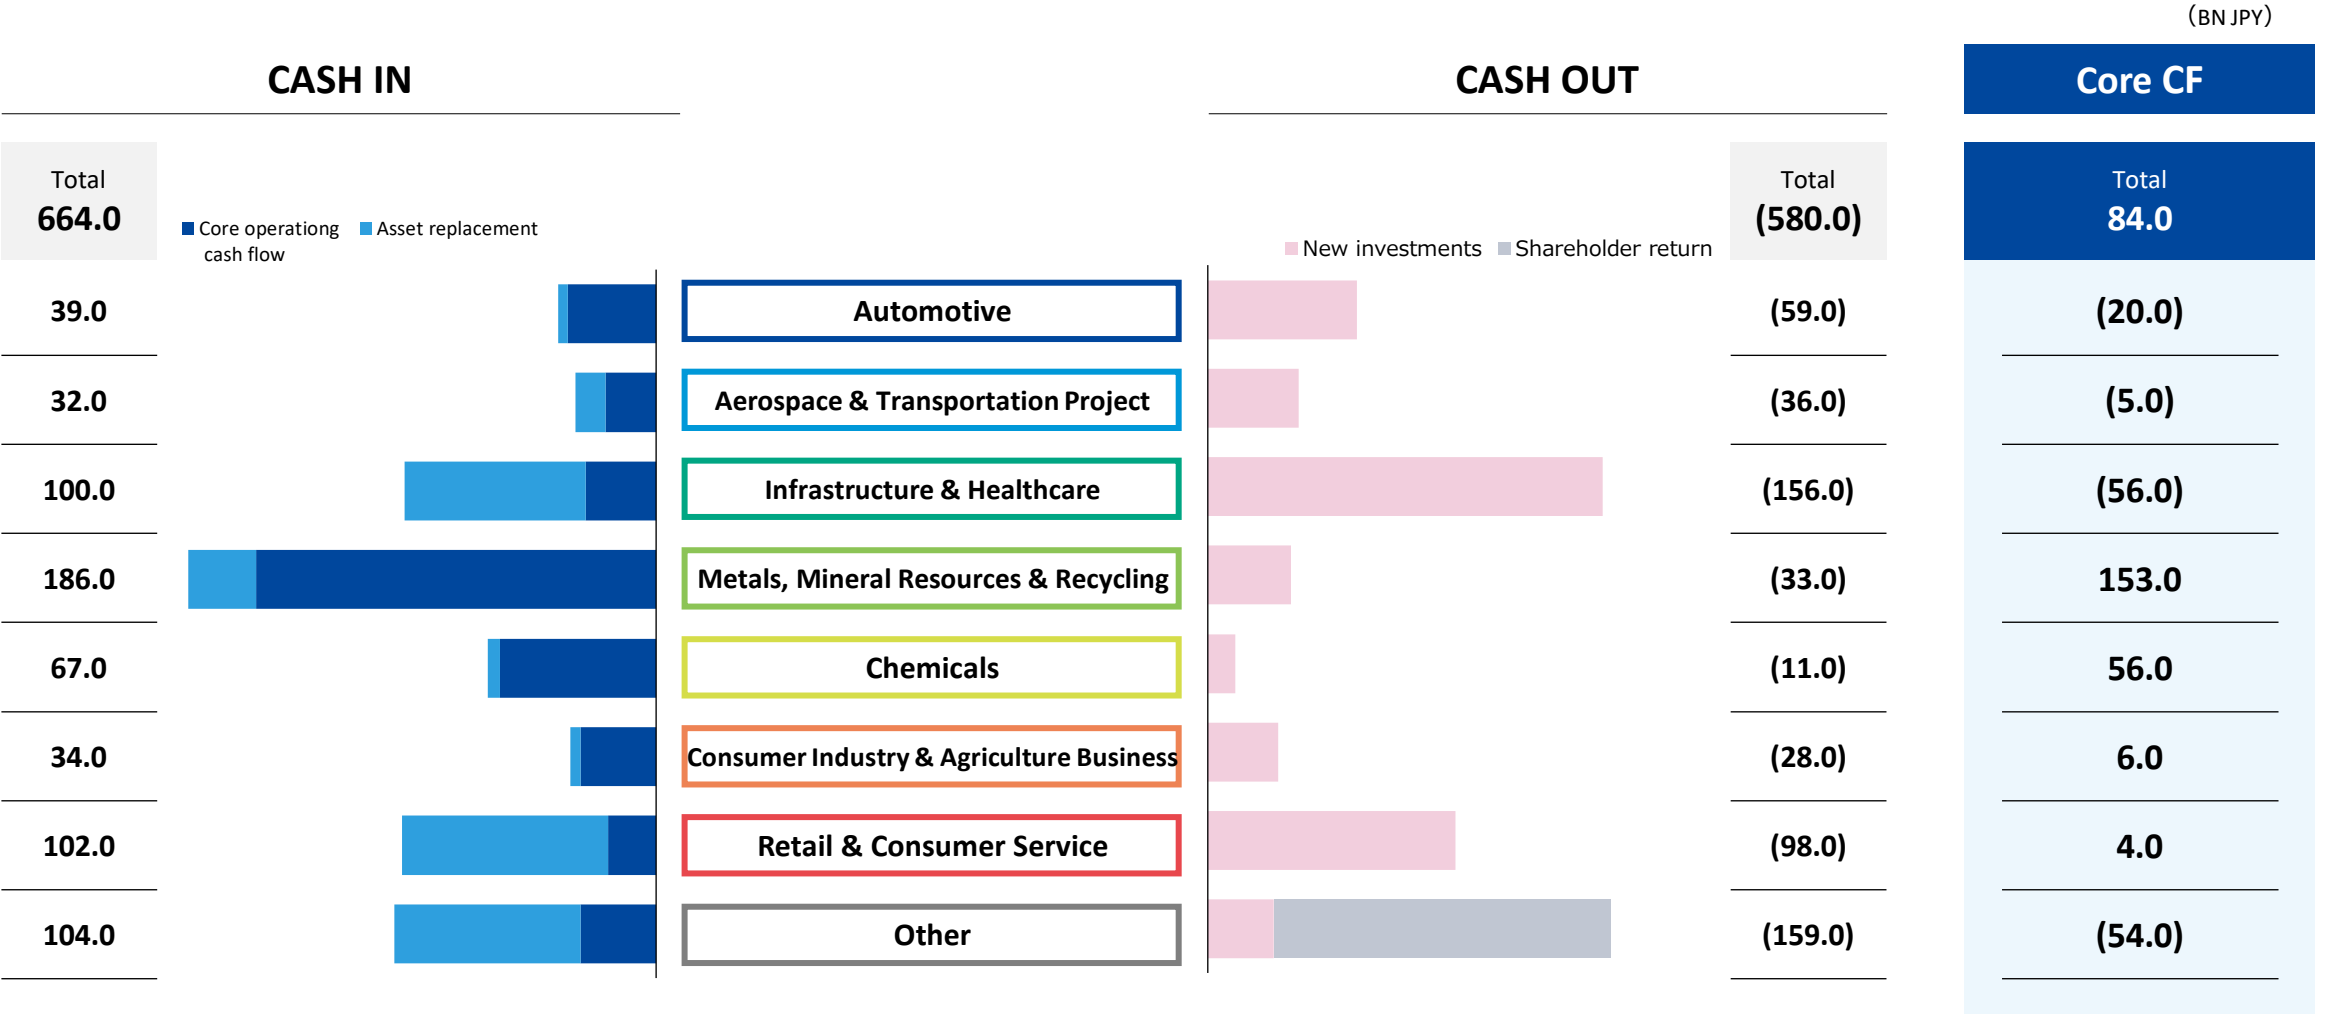 （BN JPY）
CASH IN
CASH OUT
Core CF
Total
664.0
Core operationg
cash flow
Asset replacement
New investments
Shareholder return
Total
(580.0)
Total
84.0
39.0
Automotive
(59.0)
(20.0)
32.0
Aerospace & Transportation Project
(36.0)
(5.0)
100.0
Infrastructure & Healthcare
(156.0)
(56.0)
186.0
Metals, Mineral Resources & Recycling
(33.0)
153.0
67.0
Chemicals
(11.0)
56.0
34.0
Consumer Industry & Agriculture Business
(28.0)
6.0
102.0
Retail & Consumer Service
(98.0)
4.0
104.0
Other
(159.0)
(54.0)